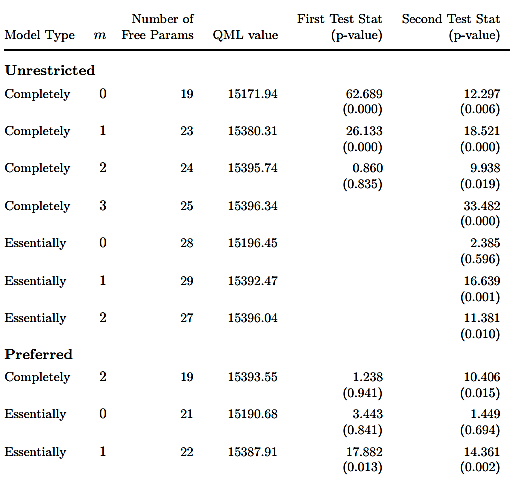 Number of First Test Stat Second Test Stat
Model Type m Free Params QML value (p-value) (p-value)
Unrestricted
Completely 0 19 15171.94 62.689 12.297
(0.000) (0.006)
Completely 1 23 15380.31 26.133 18.521
(0.000) (0.000)
Completely 2 24 15395.74 0.860 9.938
(0.835) (0.019)
Completely 3 25 15396.34 33.482
(0.000)
Essentially 0 28 15196.45 2.385
(0.596)
Essentially 1 29 15392.47 16.639
(0.001)
Essentially 2 27 15396.04 11.381
(0.010)
Preferred
Completely 2 19 15393.55 1.238 10.406
(0.941) (0.015)
Essentially 0 21 15190.68 3.443 1.449
(0.841) (0.694)
Essentially 1 22 15387.91 17.882 14.361
(0.013) (0.002)